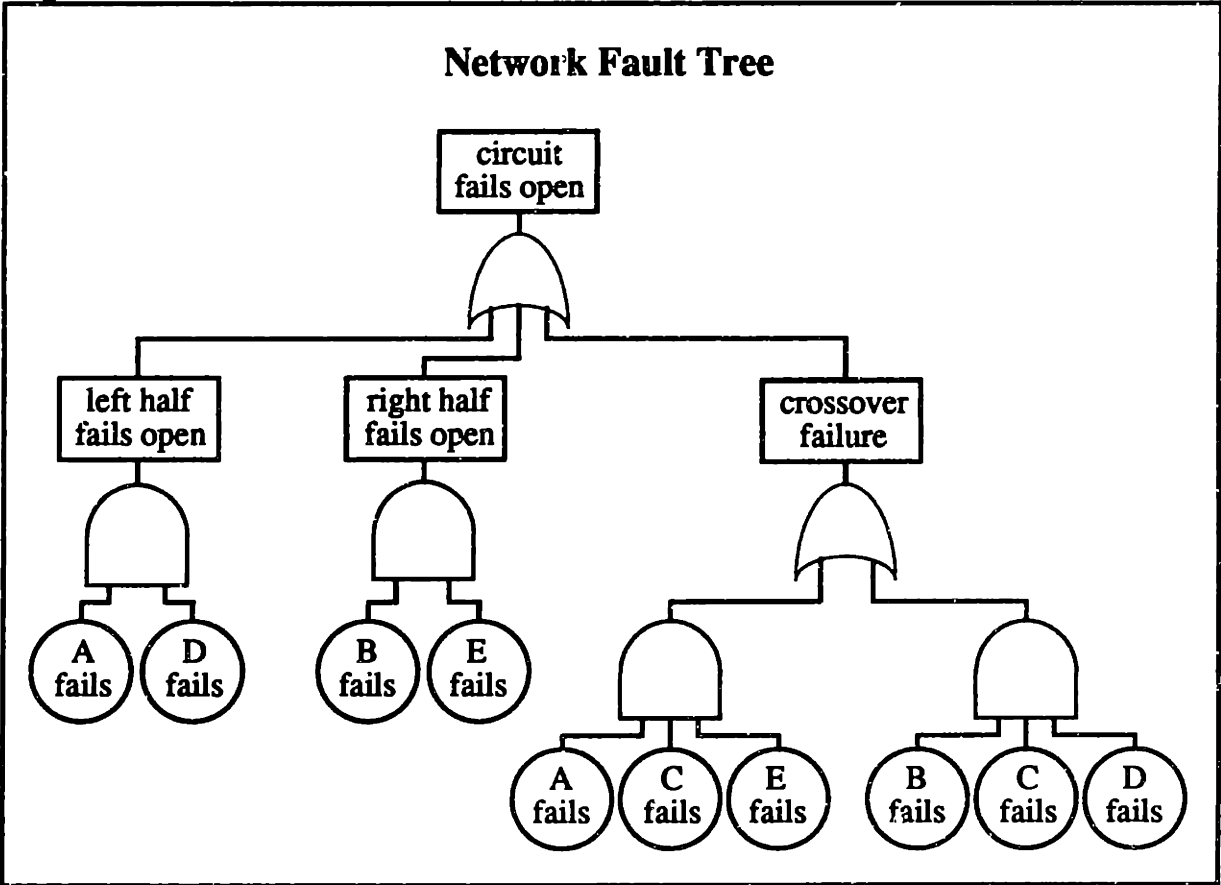 Network Fault Tree
circuit
fails open
left half
fails open
right half
fails open
crossover
failure
A
fails
D
fails
B
fails
E
fails
A
fails
C
fails
E
fails
B
fails
C
fails
D
fails